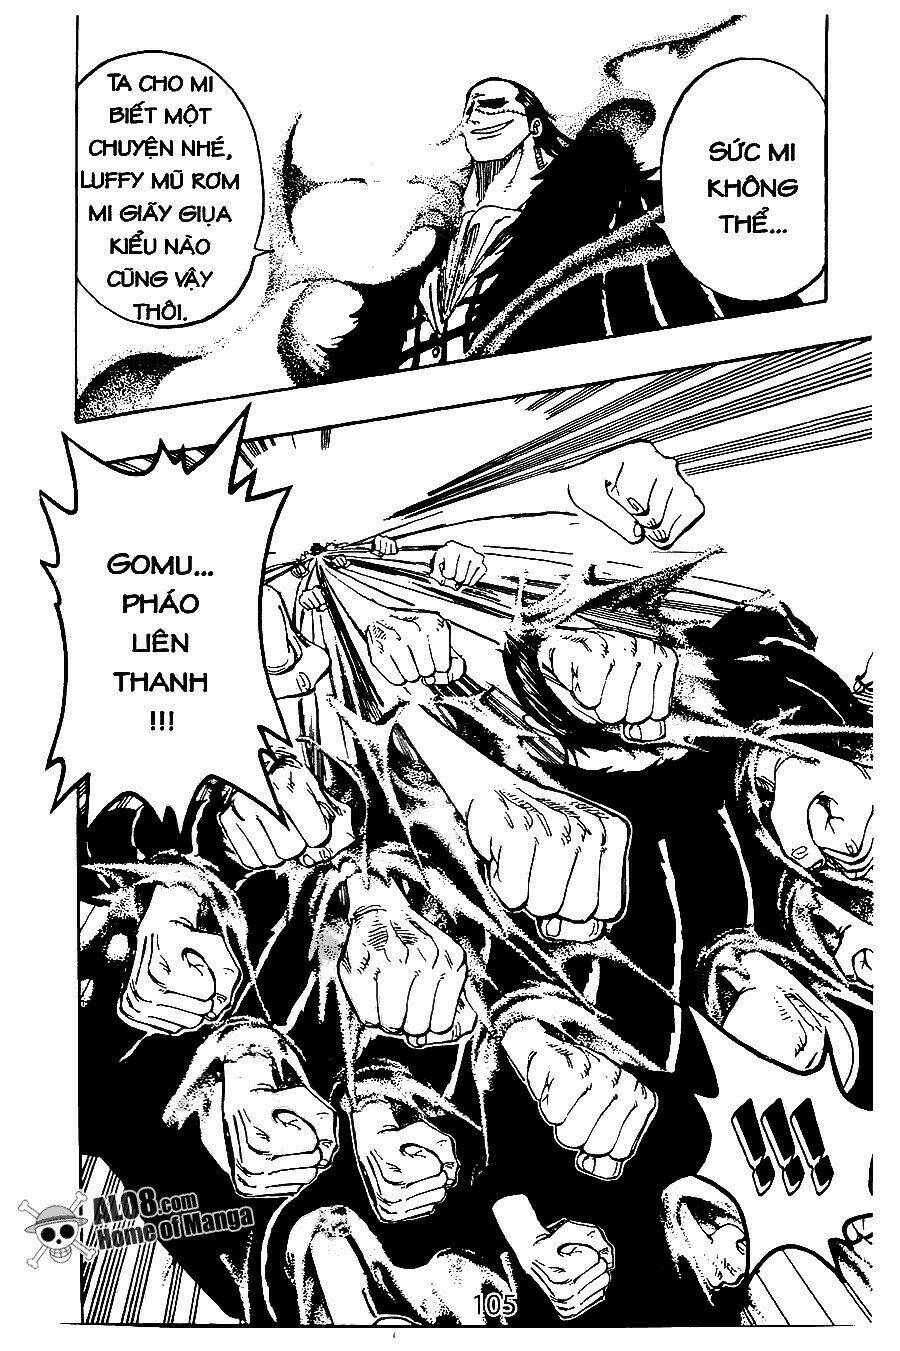 TA CHO MI
BIẾT MỘT
CHUYỆN NHÉ,
LUFFY MŨ RƠM
MI GIÃY GIỤA
KIỂU NÀO
CŨNG VẬY
THÔI.
SỨC MI
KHÔNG
THỂ...
GOMU...
PHÁO
LIÊN
THANH
!!!
!!!
AL08.com
Home of Manga
105